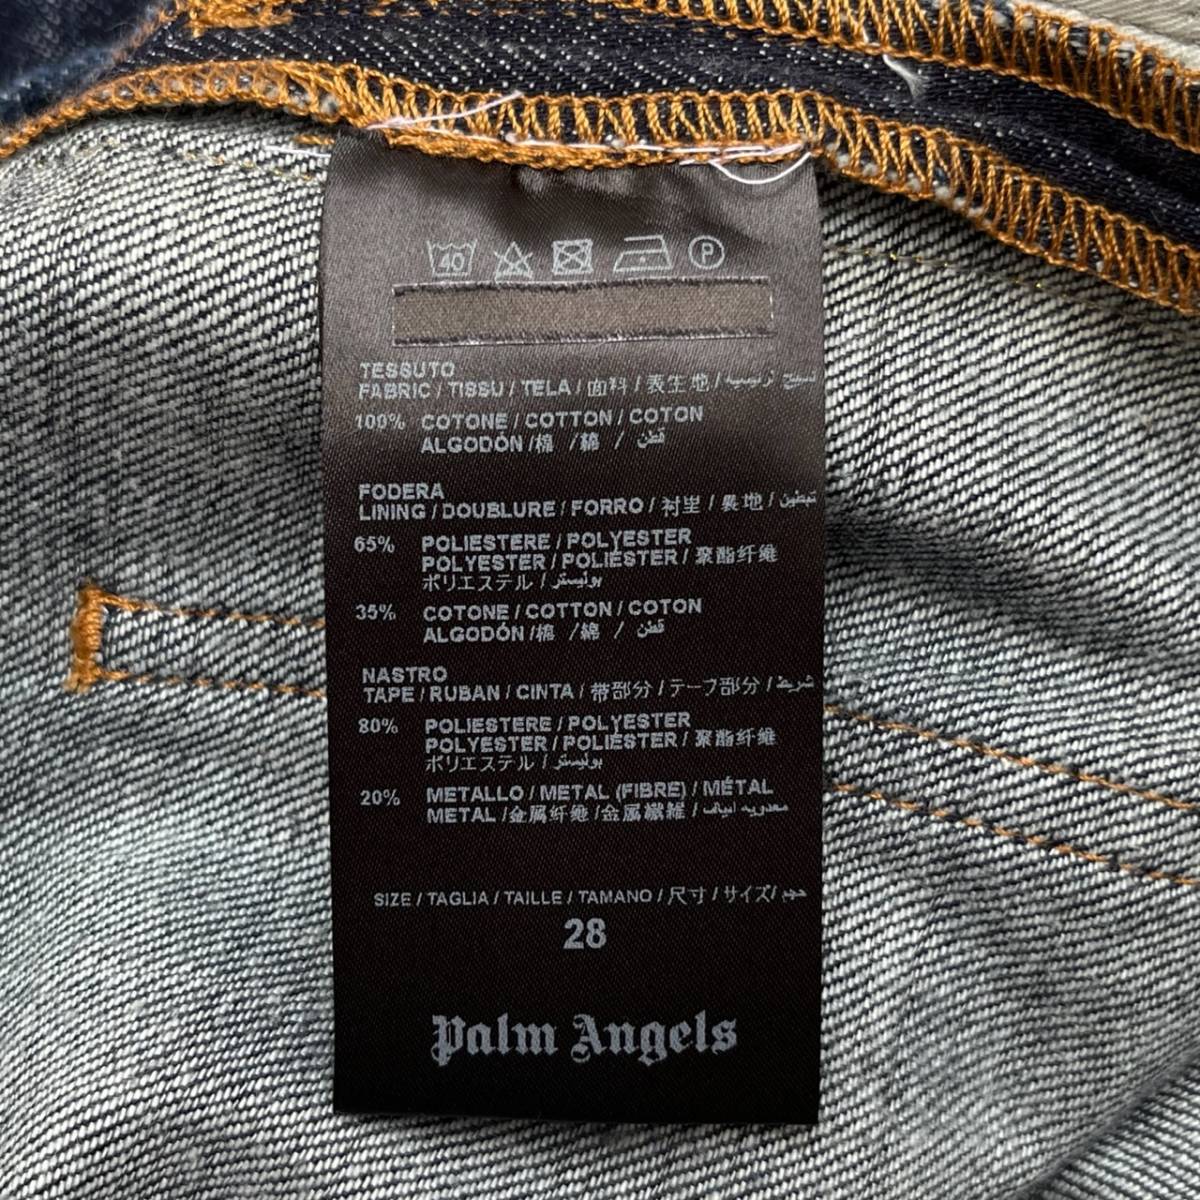 40 P
TESSUTO
FABRIC / TISSU / TELA / 面料 / 表生地 / نسيج
100% COTONE / COTTON / COTON
ALGODÓN / 棉 / 綿 / قطن
FODERA
LINING / DOUBLURE / FORRO / 衬里 / 裏地 / تبطين
65% POLIESTERE / POLYESTER
POLYESTER / POLIÉSTER / 聚酯纤维
ポリエステル / بوليستر
35% COTONE / COTTON / COTON
ALGODÓN / 棉 / 綿 / قطن
NASTRO
TAPE / RUBAN / CINTA / 带部分 / テープ部分 / شريط
80% POLIESTERE / POLYESTER
POLYESTER / POLIÉSTER / 聚酯纤维
ポリエステル / بوليستر
20% METALLO / METAL (FIBRE) / MÉTAL
METAL / 金属纤维 / 金属繊維 /
SIZE / TAGLIA / TAILLE / TAMANO / 尺寸 / サイズ / حجم
28
Palm Angels